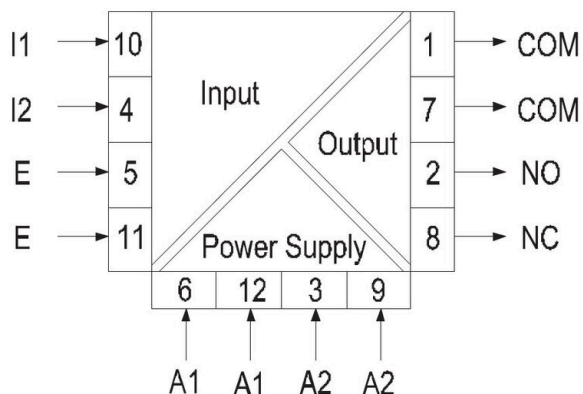 I1 10 1 COM
Input
I2 4 7 COM
Output
E 5 2 NO
E 11 8 NC
Power Supply
6 12 3 9
A1 A1 A2 A2